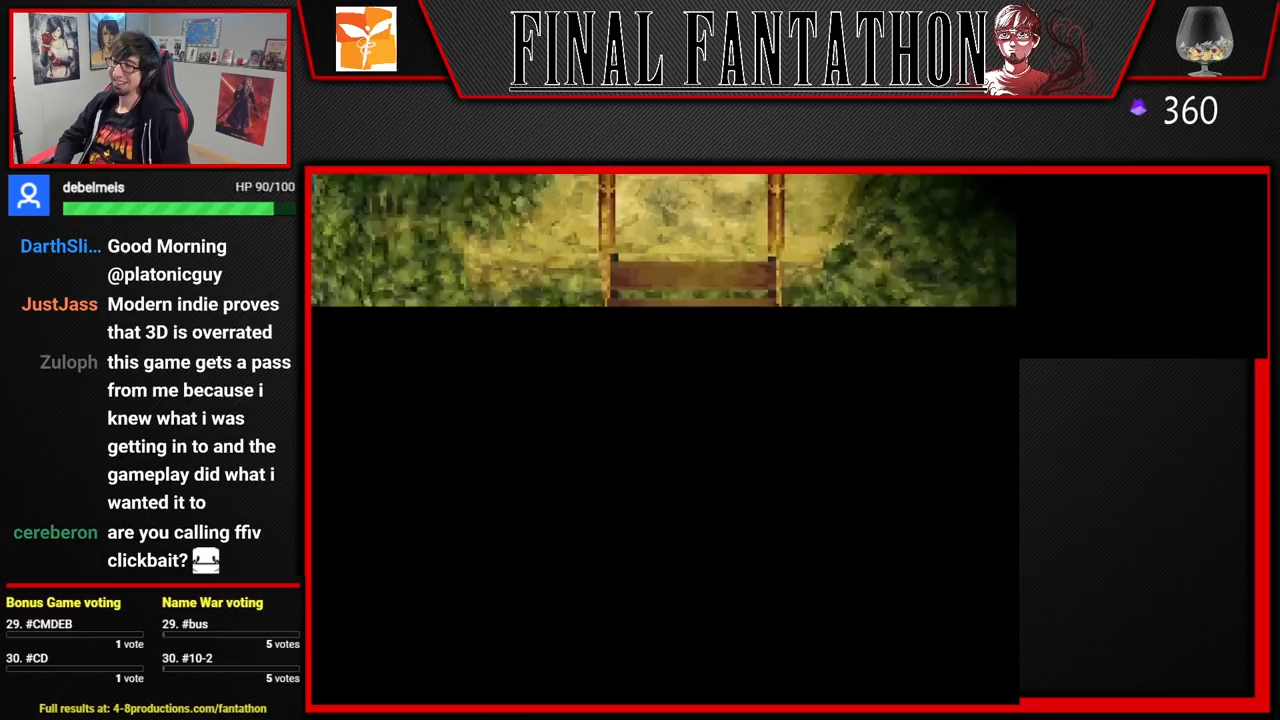 FINAL FANTATHON
360
debelmeis HP 90/100
DarthSli... Good Morning
@platonicguy
JustJass Modern indie proves
that 3D is overrated
Zuloph this game gets a pass
from me because i
knew what i was
getting in to and the
gameplay did what i
wanted it to
cereberon are you calling ffiv
clickbait?
Bonus Game voting
29. #CMDEB
1 vote
30. #CD
1 vote
Name War voting
29. #bus
5 votes
30. #10-2
5 votes
Full results at: 4-8productions.com/fantathon